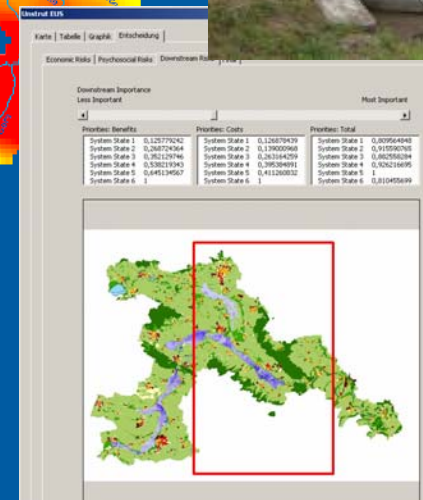 Unstrut EUS
Karte Tabelle Graphik Entscheidung
Economic Risks Psychosocial Risks Downstream
Downstream Importance
Less Important Most Important
Priorities: Benefits Priorities: Costs Priorities: Total
System State 1 0,125779242 System State 1 0,126878439 System State 1 0,809564848
System State 2 0,268724364 System State 2 0,139000968 System State 2 0,915590765
System State 3 0,352129746 System State 3 0,263164259 System State 3 0,882558284
System State 4 0,538219343 System State 4 0,395384891 System State 4 0,926216695
System State 5 0,645134567 System State 5 0,411260832 System State 5 1
System State 6 1 System State 6 1 System State 6 0,810455699